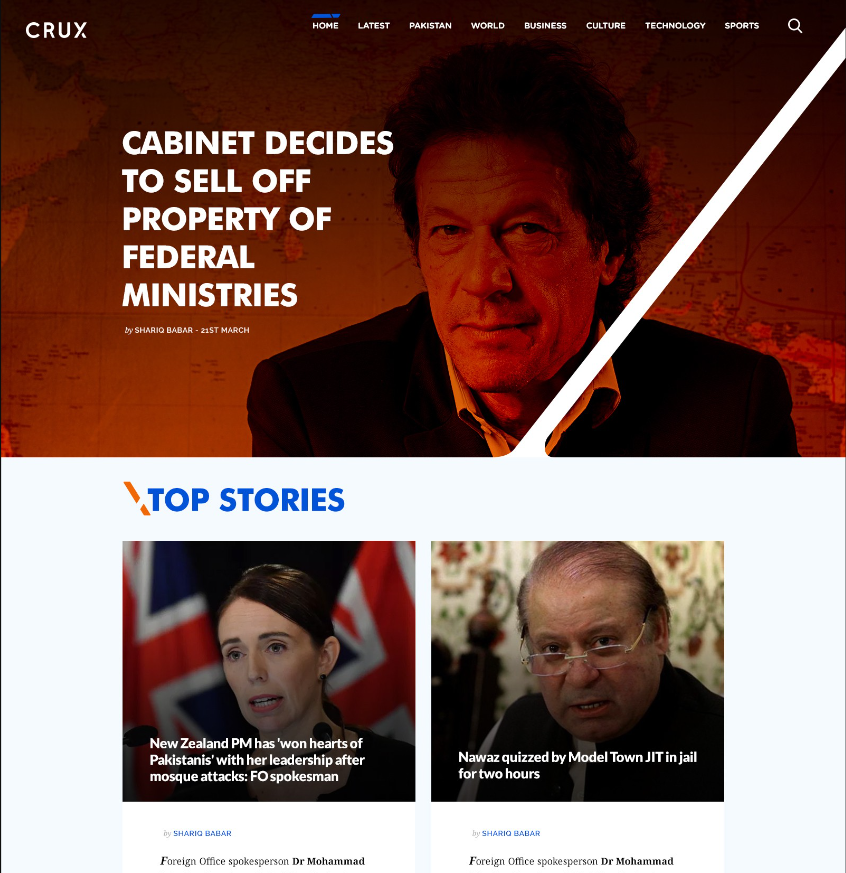 CRUX
HOME LATEST PAKISTAN WORLD BUSINESS CULTURE TECHNOLOGY SPORTS
CABINET DECIDES
TO SELL OFF
PROPERTY OF
FEDERAL
MINISTRIES
by SHARIQ BABAR - 21ST MARCH
TOP STORIES
New Zealand PM has 'won hearts of
Pakistanis' with her leadership after
mosque attacks: FO spokesman
by SHARIQ BABAR
Foreign Office spokesperson Dr Mohammad
Nawaz quizzed by Model Town JIT in jail
for two hours
by SHARIQ BABAR
Foreign Office spokesperson Dr Mohammad